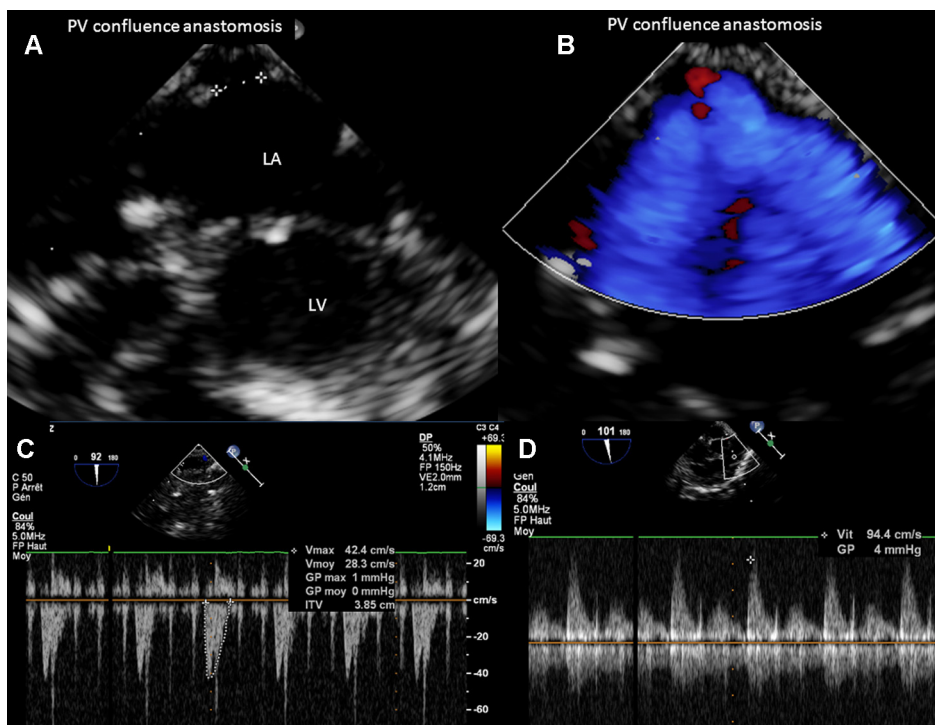 PV confluence anastomosis
A
LA
LV
PV confluence anastomosis
B
C
z
0 92 180
C 50
P Arrêt
Gén
Coul
84%
5.0MHz
FP Haut
Moy
DP
50%
4.1MHz
FP 150Hz
VE2.0mm
1.2cm
C3 C4
+69.3
-69.3
cm/s
Vmax 42.4 cm/s
Vmoy 28.3 cm/s
GP max 1 mmHg
GP moy 0 mmHg
ITV 3.85 cm
20
cm/s
-20
-40
-60
D
0 101 180
Gén
Coul
84%
5.0MHz
FP Haut
Moy
Vit 94.4 cm/s
GP 4 mmHg